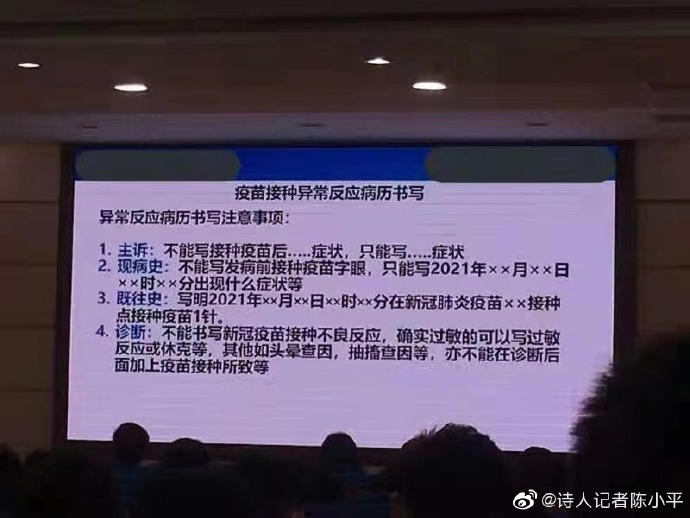 疫苗接种异常反应病历书写
异常反应病历书写注意事项：
1. 主诉：不能写接种疫苗后.....症状，只能写.....症状
2. 现病史：不能写发病前接种疫苗字眼，只能写2021年××月××日
××时××分出现什么症状等
3. 既往史：写明2021年××月××日××时××分在新冠肺炎疫苗××接种
点接种疫苗1针。
4. 诊断：不能书写新冠疫苗接种不良反应，确实过敏的可以写过敏
反应或休克等，其他如头晕查因，抽搐查因等，亦不能在诊断后
面加上疫苗接种所致等
@诗人记者陈小平